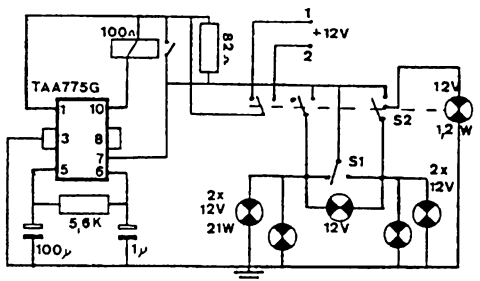 1
100Ω
82Ω
+12V
2
TAA775G
1 10
3 8
7
5 6
12V
1,2W
S2
S1
5,6K
2x
12V
21W
2x
12V
12V
100µ
1µ